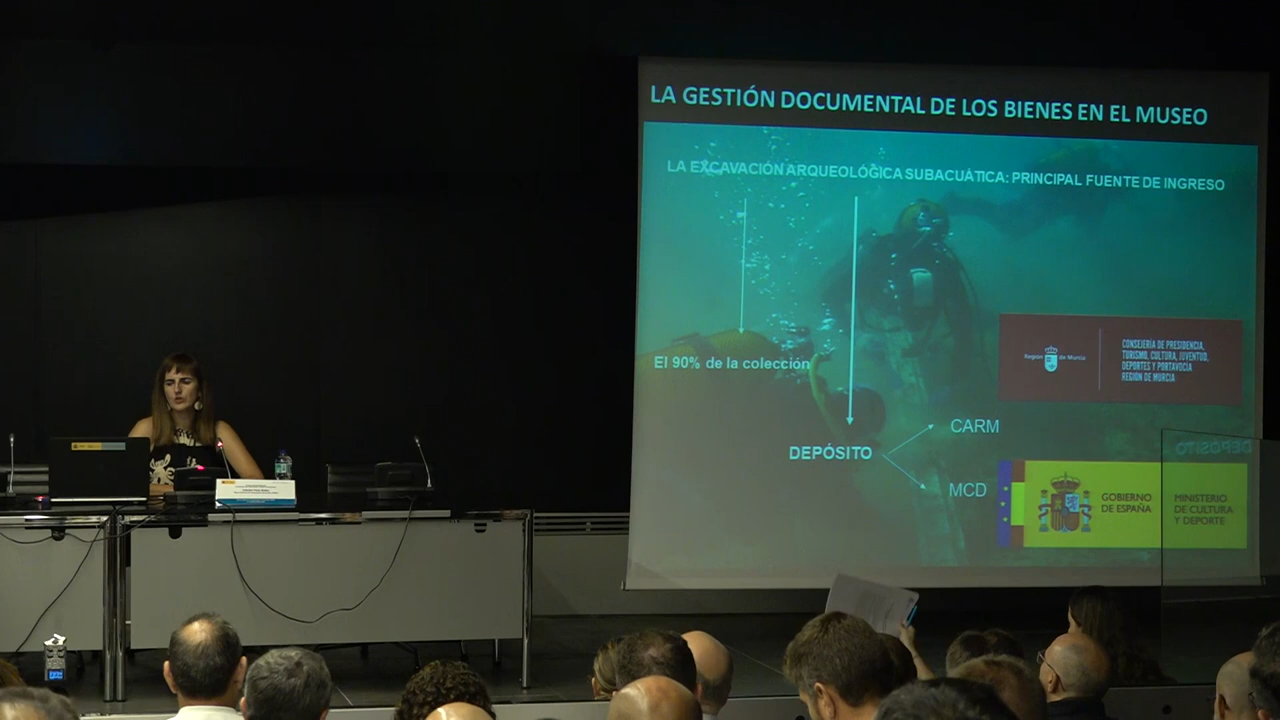 LA GESTIÓN DOCUMENTAL DE LOS BIENES EN EL MUSEO
LA EXCAVACIÓN ARQUEOLÓGICA SUBACUÁTICA: PRINCIPAL FUENTE DE INGRESO
El 90% de la colección
Región de Murcia
CONSEJERÍA DE PRESIDENCIA,
TURISMO, CULTURA, JUVENTUD,
DEPORTES Y PORTAVOCÍA
REGIÓN DE MURCIA
DEPÓSITO
CARM
MCD
GOBIERNO
DE ESPAÑA
MINISTERIO
DE CULTURA
Y DEPORTE